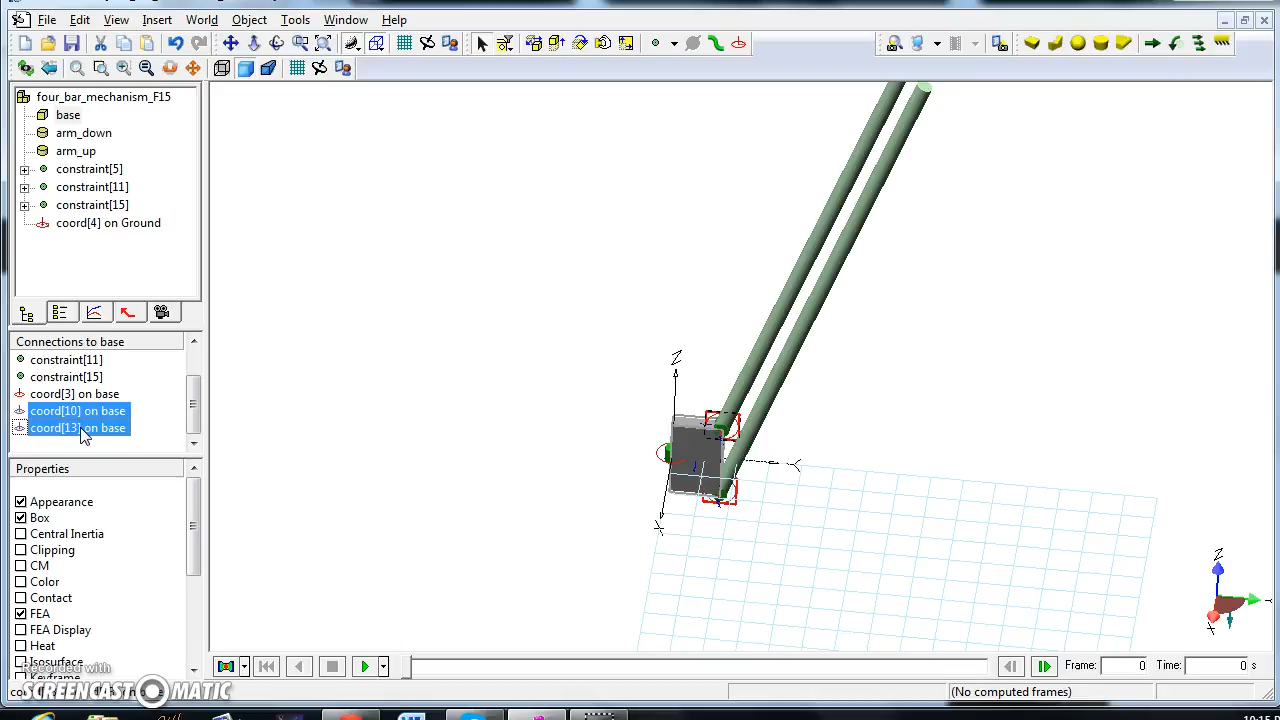 File Edit View Insert World Object Tools Window Help
four_bar_mechanism_F15
base
arm_down
arm_up
constraint[5]
constraint[11]
constraint[15]
coord[4] on Ground
Connections to base
constraint[11]
constraint[15]
coord[3] on base
coord[10] on base
coord[13] on base
Properties
Appearance
Box
Central Inertia
Clipping
CM
Color
Contact
FEA
FEA Display
Heat
Isosurface
Z
Y
X
Z
X
Frame: 0 Time: 0 s
Recorded with
SCREENCAST MATIC
(No computed frames)